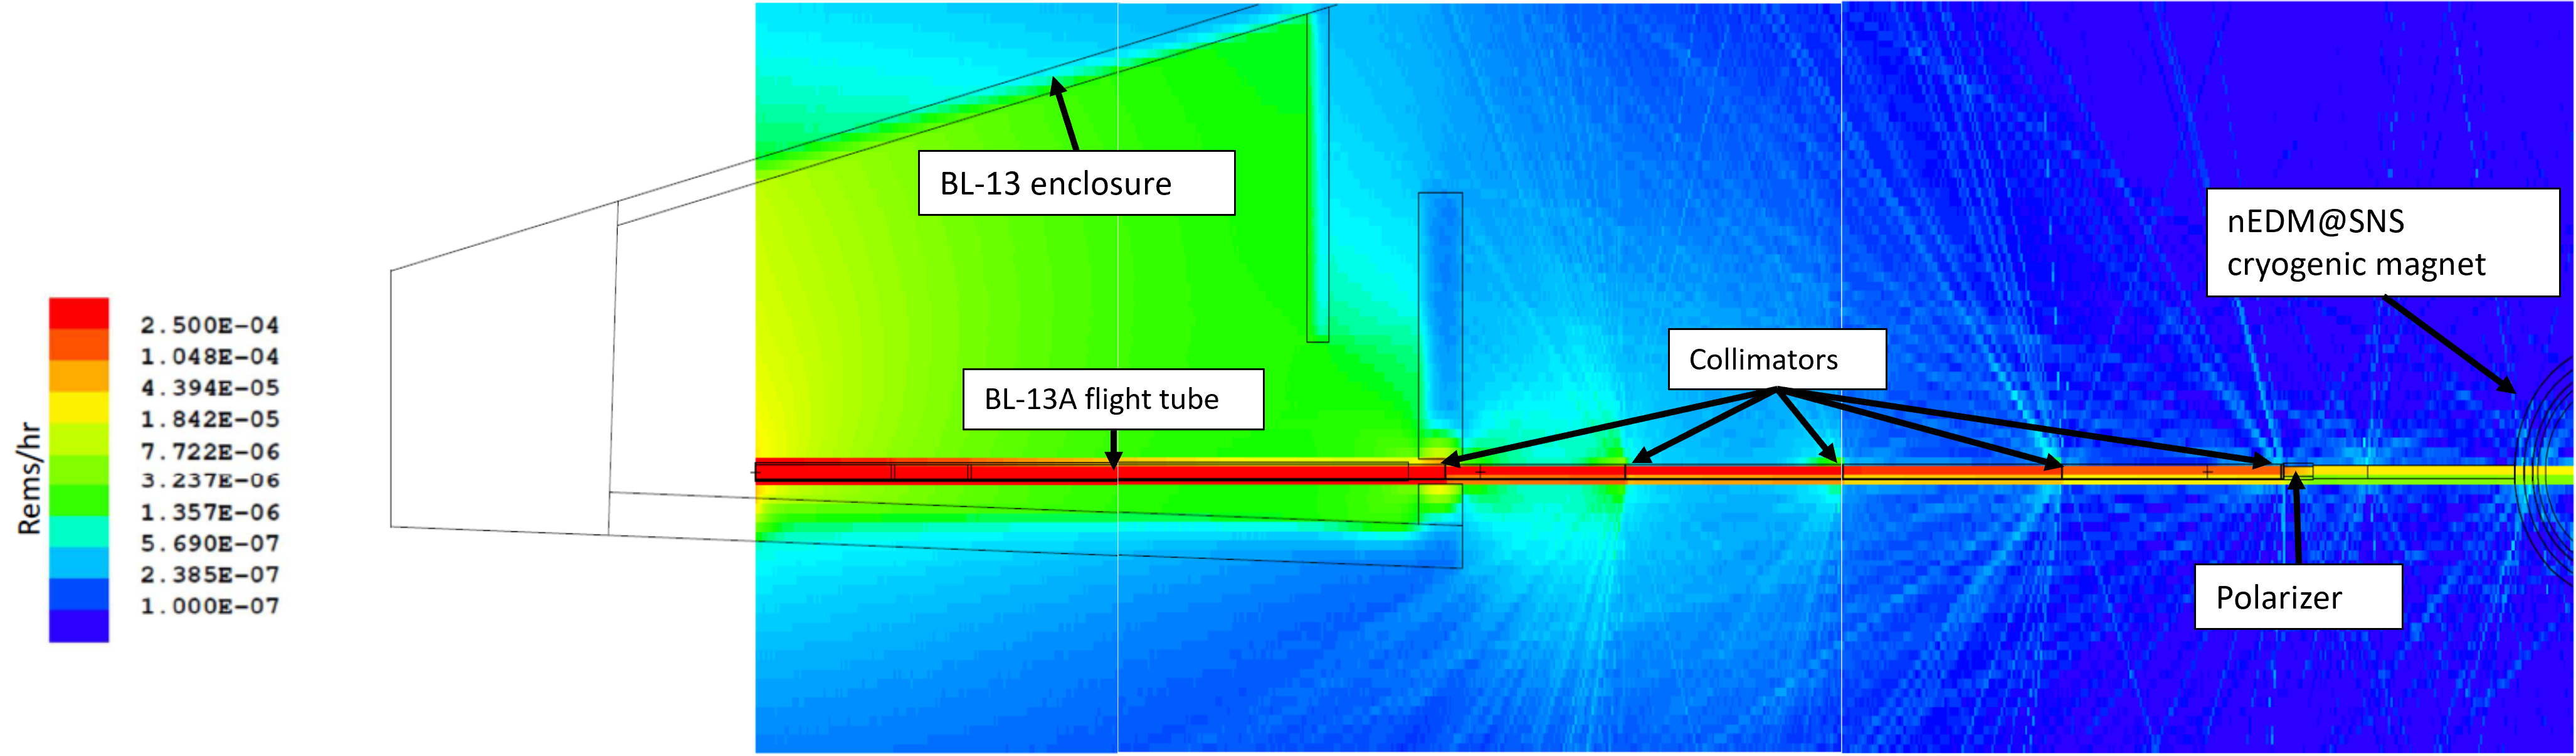 BL-13 enclosure
nEDM@SNS
cryogenic magnet
Collimators
BL-13A flight tube
Polarizer
Rems/hr
2.500E-04
1.048E-04
4.394E-05
1.842E-05
7.722E-06
3.237E-06
1.357E-06
5.690E-07
2.385E-07
1.000E-07